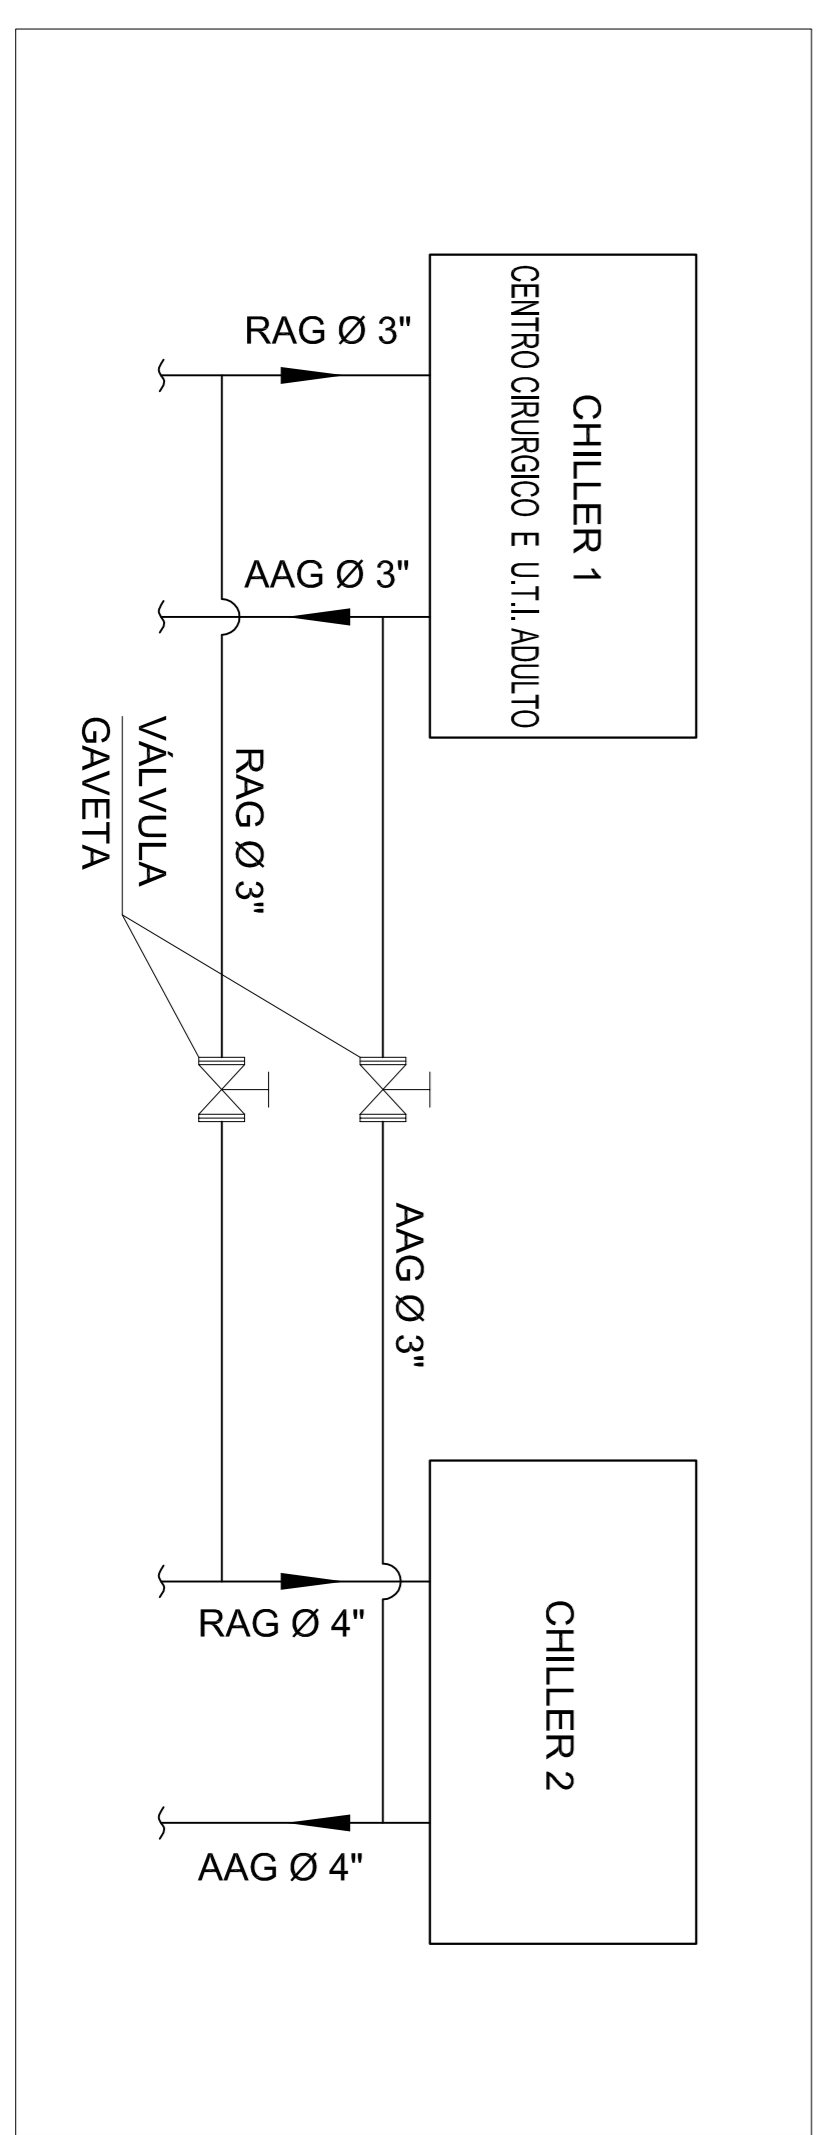 RAG Ø 3"
CHILLER 1
CENTRO CIRURGICO E U.T.I. ADULTO
AAG Ø 3"
VÁLVULA
GAVETA
RAG Ø 3"
AAG Ø 3"
RAG Ø 4"
CHILLER 2
AAG Ø 4"